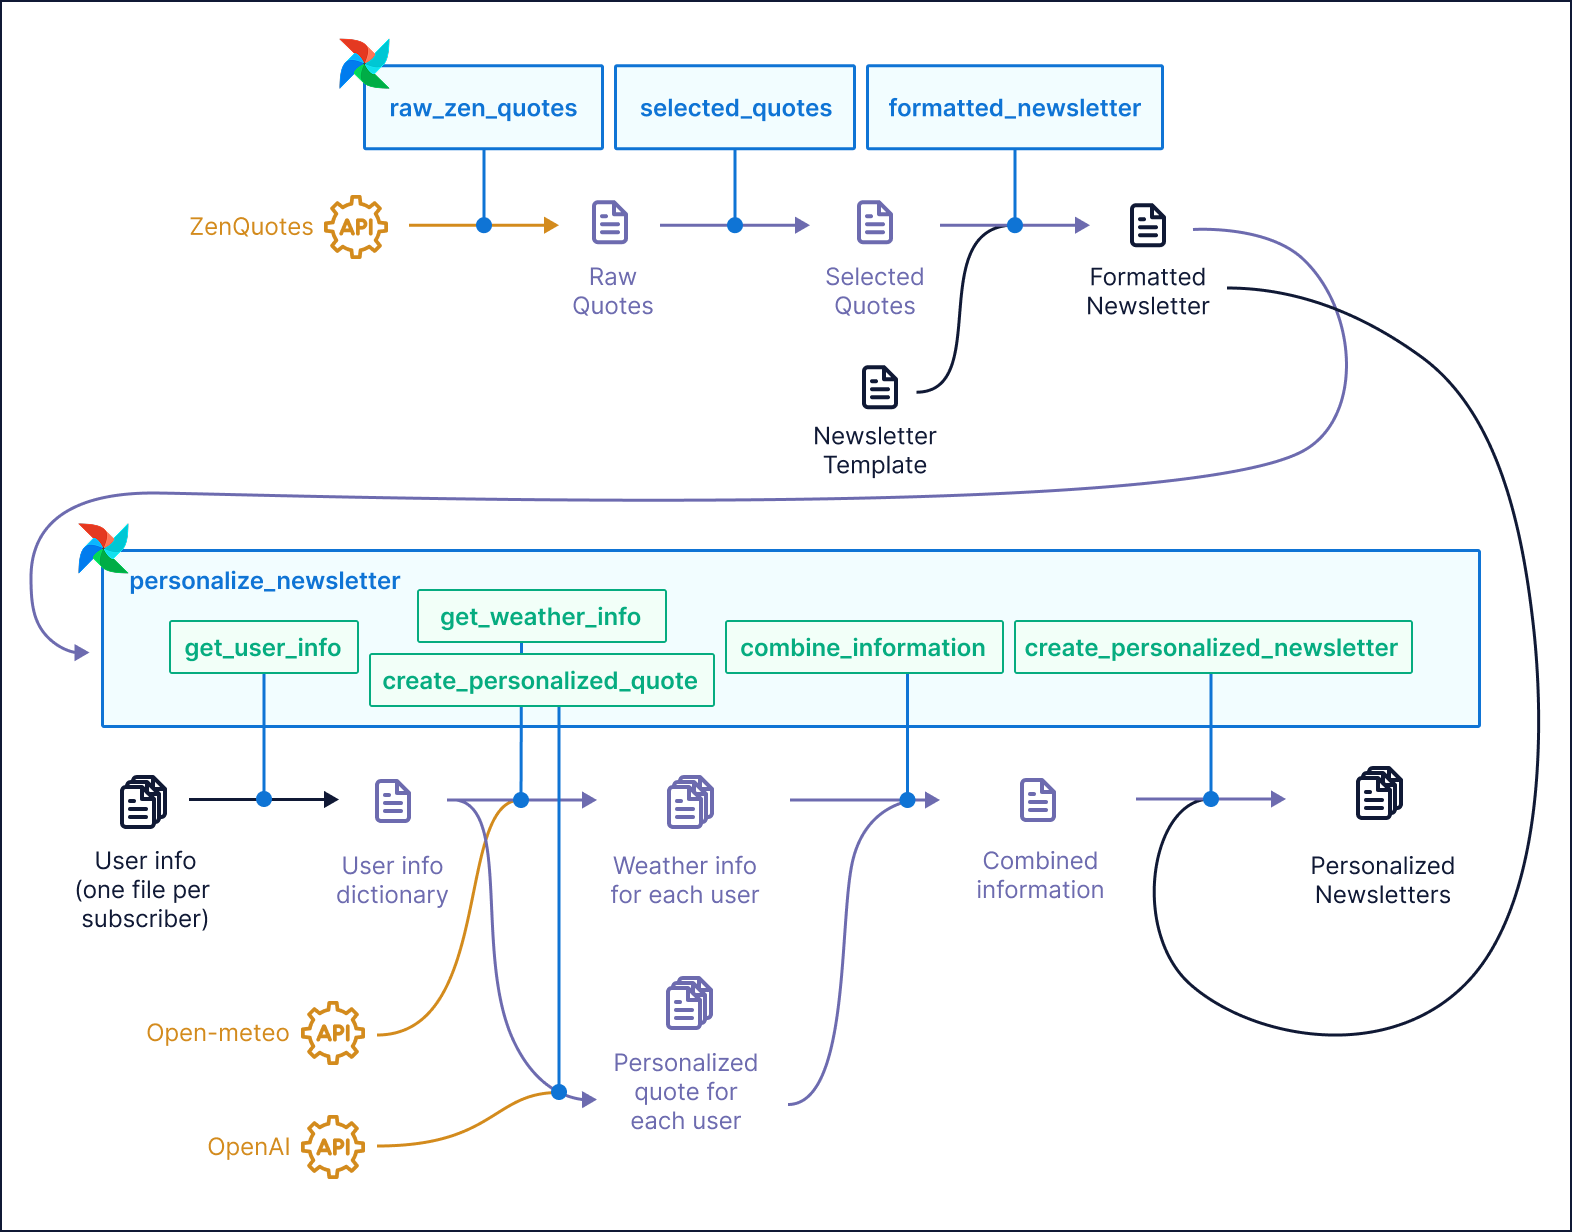 raw_zen_quotes
selected_quotes
formatted_newsletter
ZenQuotes
API
Raw
Quotes
Selected
Quotes
Formatted
Newsletter
Newsletter
Template
personalize_newsletter
get_user_info
get_weather_info
create_personalized_quote
combine_information
create_personalized_newsletter
User info
(one file per
subscriber)
User info
dictionary
Weather info
for each user
Combined
information
Personalized
Newsletters
Open-meteo
API
Personalized
quote for
each user
OpenAI
API